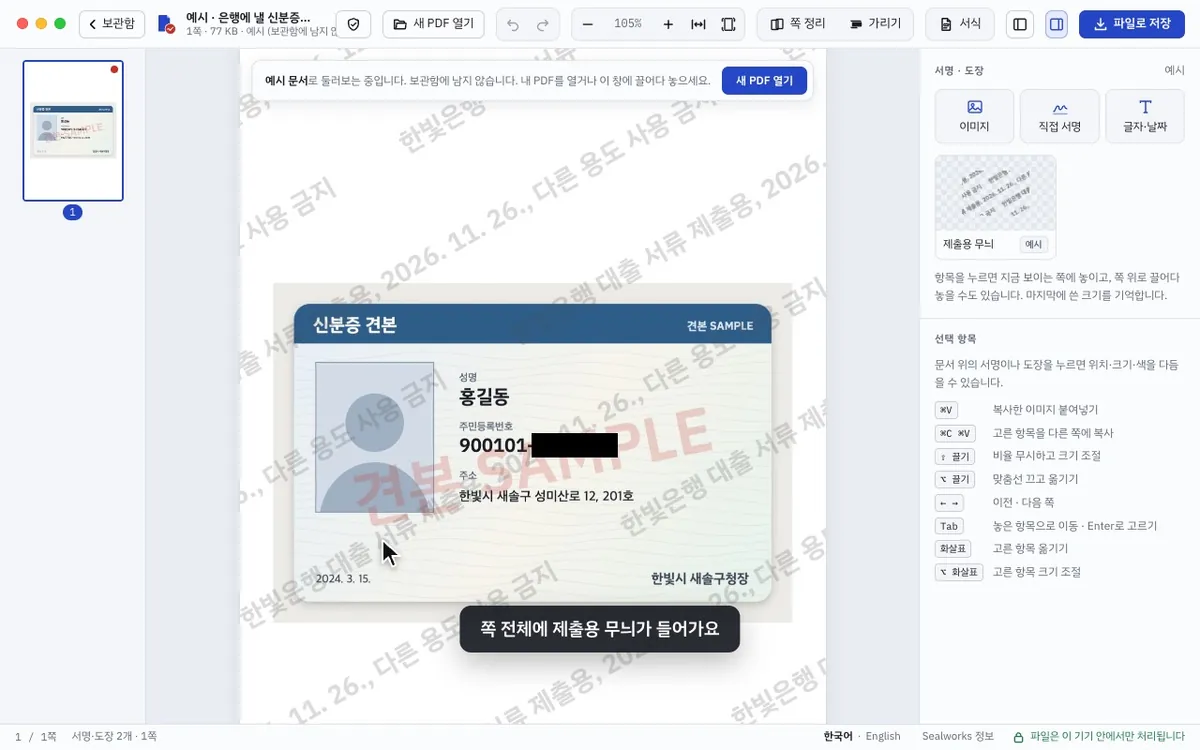 보관함
예시 · 은행에 낼 신분증...
1쪽 · 77 KB · 예시 (보관함에 남지 않
새 PDF 열기
105%
쪽 정리
가리기
서식
파일로 저장
예시 문서로 둘러보는 중입니다. 보관함에 남지 않습니다. 내 PDF를 열거나 이 창에 끌어다 놓으세요.
새 PDF 열기
1
한빛은행 대출 서류 제출용, 2026. 11. 26., 다른 용도 사용 금지
신분증 견본
견본 SAMPLE
성명
홍길동
주민등록번호
900101-
주소
한빛시 새솔구 성미산로 12, 201호
견본 SAMPLE
2024. 3. 15.
한빛시 새솔구청장
쪽 전체에 제출용 무늬가 들어가요
서명 · 도장
예시
이미지
직접 서명
글자·날짜
제출용 무늬
예시
항목을 누르면 지금 보이는 쪽에 놓이고, 쪽 위로 끌어다
놓을 수도 있습니다. 마지막에 쓴 크기를 기억합니다.
선택 항목
문서 위의 서명이나 도장을 누르면 위치·크기·색을 다듬
을 수 있습니다.
⌘V 복사한 이미지 붙여넣기
⌘C ⌘V 고른 항목을 다른 쪽에 복사
⇧ 끌기 비율 무시하고 크기 조절
⌥ 끌기 맞춤선 끄고 옮기기
← → 이전 · 다음 쪽
Tab 놓은 항목으로 이동 · Enter로 고르기
화살표 고른 항목 옮기기
⌥ 화살표 고른 항목 크기 조절
1 / 1쪽
서명·도장 2개 · 1쪽
한국어 · English
Sealworks 정보
파일은 이 기기 안에서만 처리됩니다